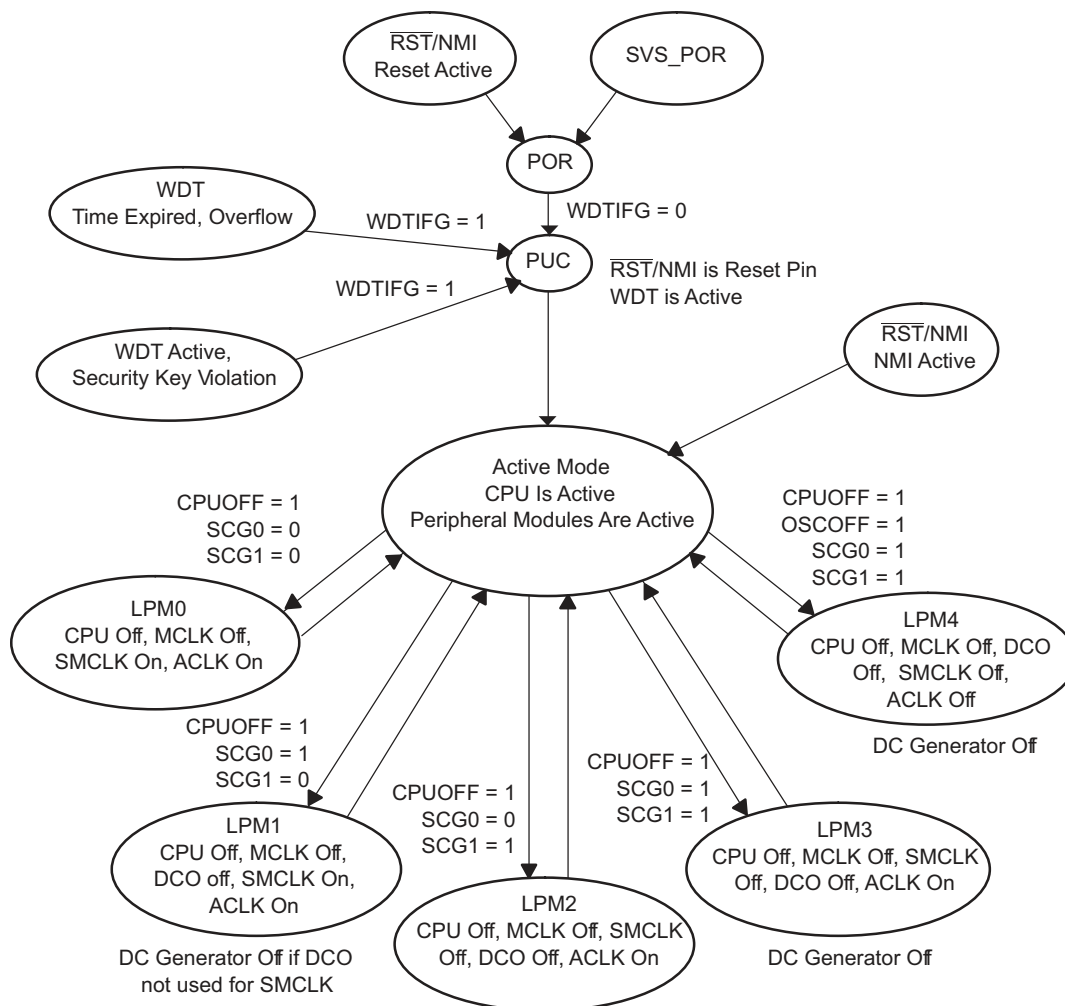 RST/NMI
Reset Active
SVS_POR
POR
WDTIFG = 0
WDT
Time Expired, Overflow
WDTIFG = 1
PUC
RST/NMI is Reset Pin
WDT is Active
WDTIFG = 1
WDT Active,
Security Key Violation
RST/NMI
NMI Active
Active Mode
CPU Is Active
Peripheral Modules Are Active
CPUOFF = 1
SCG0 = 0
SCG1 = 0
CPUOFF = 1
OSCOFF = 1
SCG0 = 1
SCG1 = 1
LPM0
CPU Off, MCLK Off,
SMCLK On, ACLK On
LPM4
CPU Off, MCLK Off, DCO
Off, SMCLK Off,
ACLK Off
DC Generator Off
CPUOFF = 1
SCG0 = 1
SCG1 = 0
CPUOFF = 1
SCG0 = 0
SCG1 = 1
CPUOFF = 1
SCG0 = 1
SCG1 = 1
LPM1
CPU Off, MCLK Off,
DCO off, SMCLK On,
ACLK On
DC Generator Off if DCO
not used for SMCLK
LPM2
CPU Off, MCLK Off, SMCLK
Off, DCO Off, ACLK On
LPM3
CPU Off, MCLK Off, SMCLK
Off, DCO Off, ACLK On
DC Generator Off